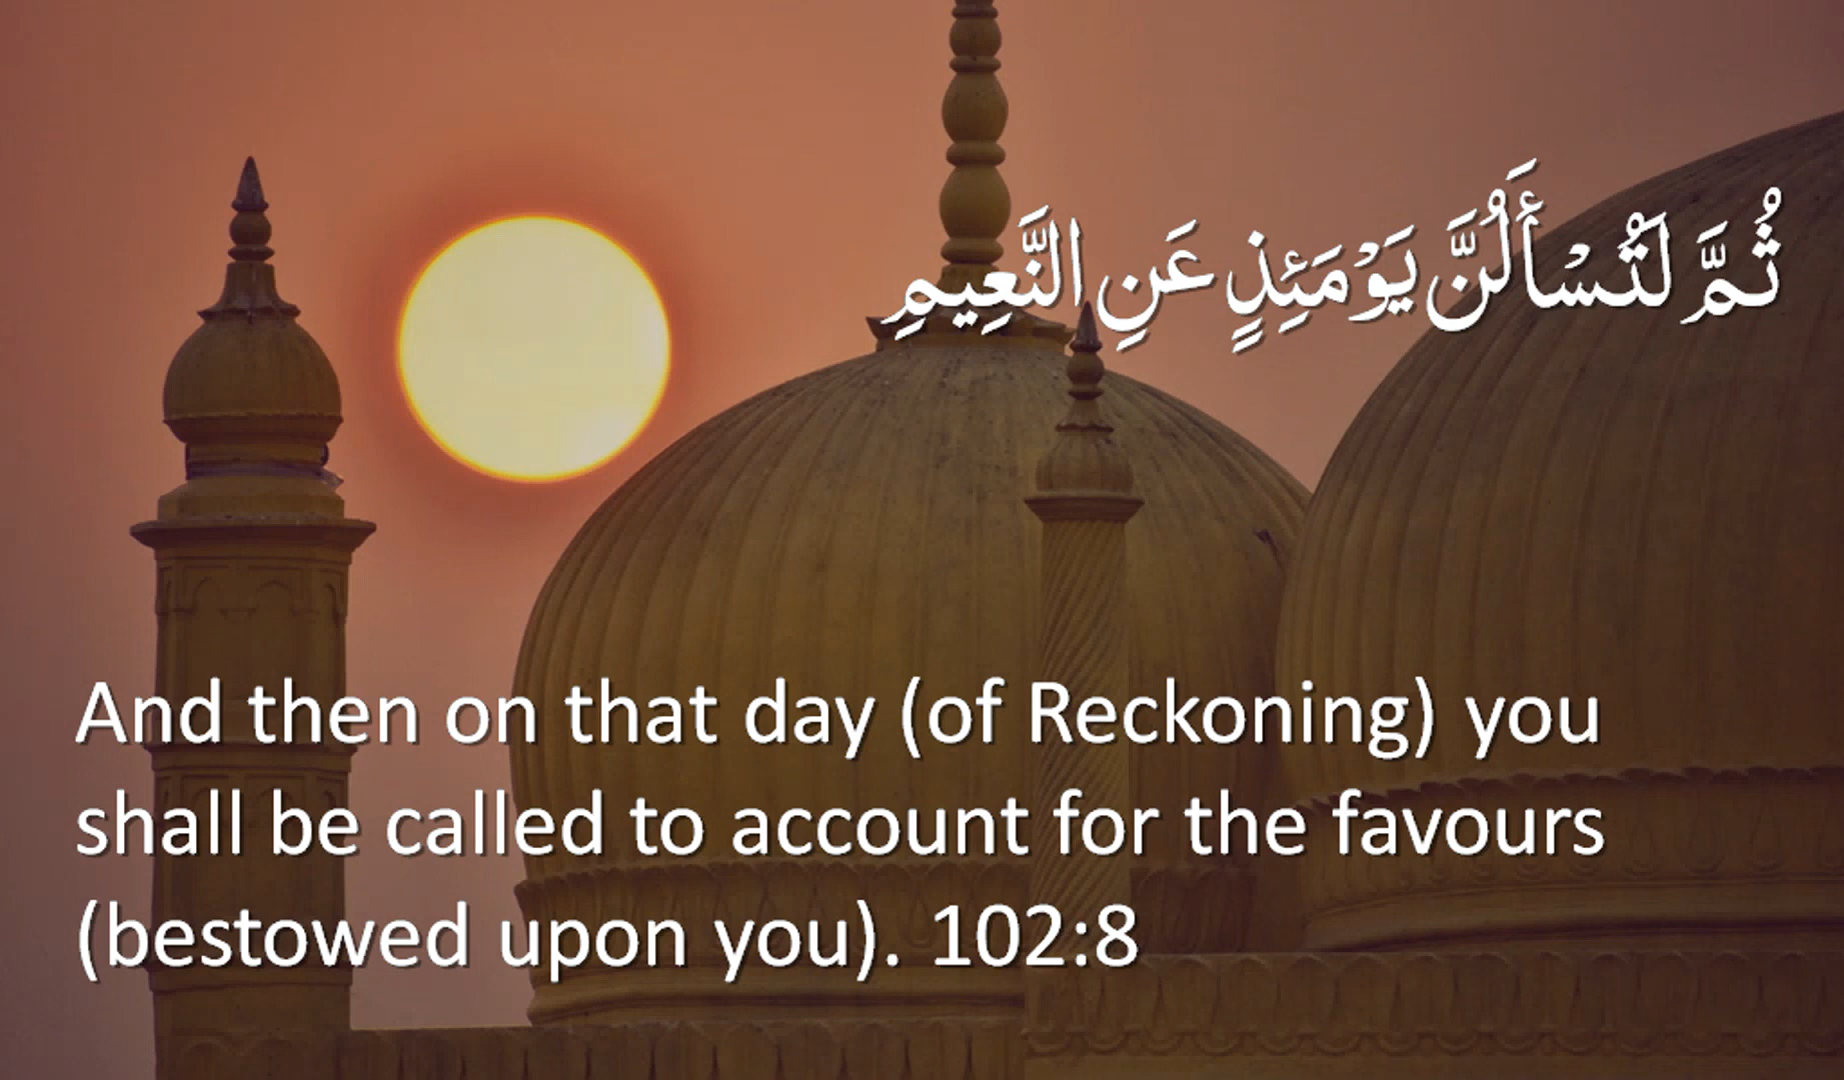 ثُمَّ لَتُسْأَلُنَّ يَوْمَئِذٍ عَنِ النَّعِيمِ
And then on that day (of Reckoning) you
shall be called to account for the favours
(bestowed upon you). 102:8